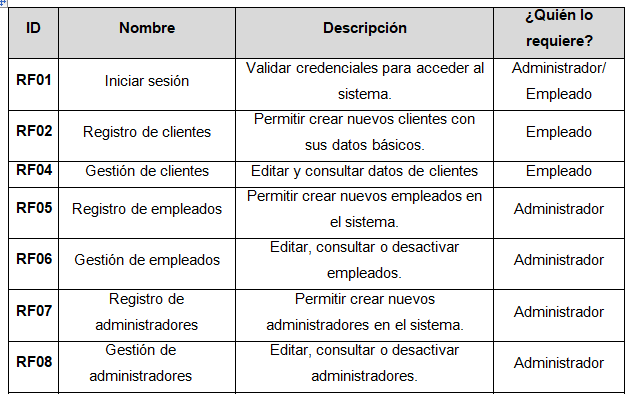 ID Nombre Descripción ¿Quién lo
requiere?
RF01 Iniciar sesión Validar credenciales para acceder al
sistema. Administrador/
Empleado
RF02 Registro de clientes Permitir crear nuevos clientes con
sus datos básicos. Empleado
RF04 Gestión de clientes Editar y consultar datos de clientes Empleado
RF05 Registro de empleados Permitir crear nuevos empleados en
el sistema. Administrador
RF06 Gestión de empleados Editar, consultar o desactivar
empleados. Administrador
RF07 Registro de
administradores Permitir crear nuevos
administradores en el sistema. Administrador
RF08 Gestión de
administradores Editar, consultar o desactivar
administradores. Administrador